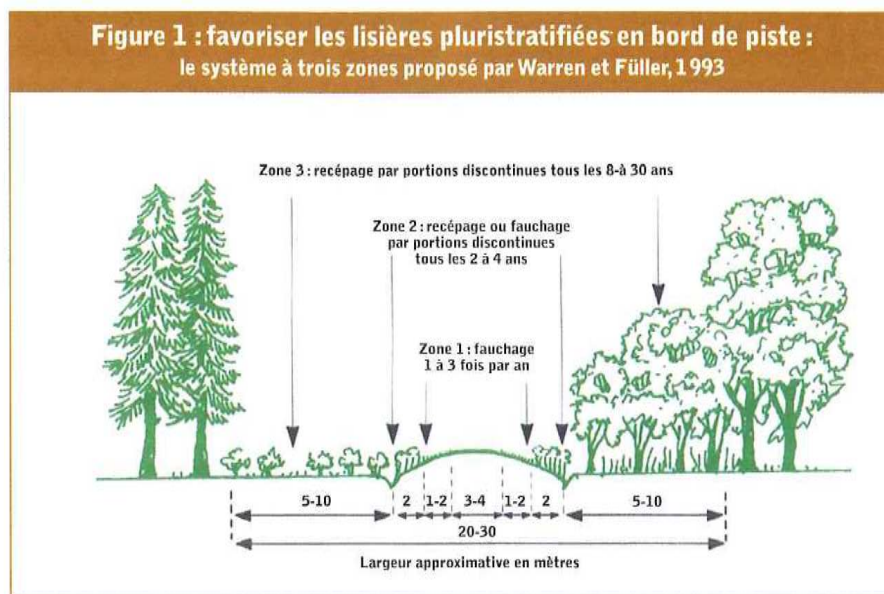 Figure 1 : favoriser les lisières pluristratifiées en bord de piste :
le système à trois zones proposé par Warren et Füller, 1993
Zone 3 : recépage par portions discontinues tous les 8-à 30 ans
Zone 2 : recépage ou fauchage
par portions discontinues
tous les 2 à 4 ans
Zone 1 : fauchage
1 à 3 fois par an
5-10 2 1-2 3-4 1-2 2 5-10
20-30
Largeur approximative en mètres